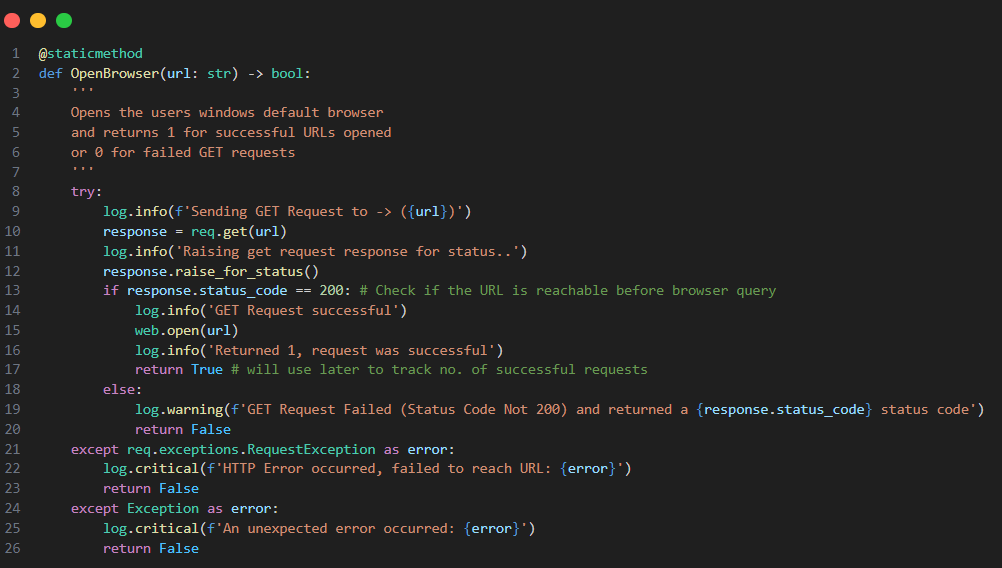 1 @staticmethod
2 def OpenBrowser(url: str) -> bool:
3     '''
4     Opens the users windows default browser
5     and returns 1 for successful URLs opened
6     or 0 for failed GET requests
7     '''
8     try:
9         log.info(f'Sending GET Request to -> ({url})')
10         response = req.get(url)
11         log.info('Raising get request response for status..')
12         response.raise_for_status()
13         if response.status_code == 200: # Check if the URL is reachable before browser query
14             log.info('GET Request successful')
15             web.open(url)
16             log.info('Returned 1, request was successful')
17             return True # will use later to track no. of successful requests
18         else:
19             log.warning(f'GET Request Failed (Status Code Not 200) and returned a {response.status_code} status code')
20             return False
21     except req.exceptions.RequestException as error:
22         log.critical(f'HTTP Error occurred, failed to reach URL: {error}')
23         return False
24     except Exception as error:
25         log.critical(f'An unexpected error occurred: {error}')
26         return False